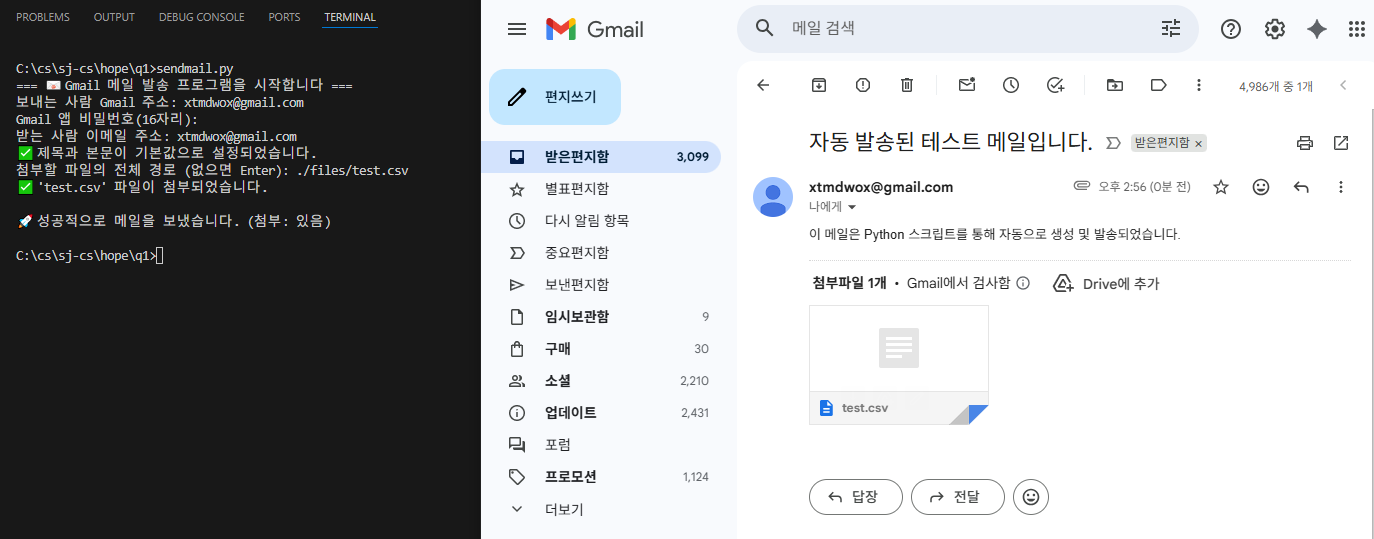 PROBLEMS OUTPUT DEBUG CONSOLE PORTS TERMINAL
C:\cs\sj-cs\hope\q1>sendmail.py
=== 📧 Gmail 메일 발송 프로그램을 시작합니다 ===
보내는 사람 Gmail 주소: xtmdwox@gmail.com
Gmail 앱 비밀번호(16자리):
받는 사람 이메일 주소: xtmdwox@gmail.com
✅ 제목과 본문이 기본값으로 설정되었습니다.
첨부할 파일의 전체 경로 (없으면 Enter): ./files/test.csv
✅ 'test.csv' 파일이 첨부되었습니다.
🚀 성공적으로 메일을 보냈습니다. (첨부: 있음)
C:\cs\sj-cs\hope\q1>
Gmail
메일 검색
편지쓰기
받은편지함 3,099
별표편지함
다시 알림 항목
중요편지함
보낸편지함
임시보관함 9
구매 30
소셜 2,210
업데이트 2,431
포럼
프로모션 1,124
더보기
4,986개 중 1개
자동 발송된 테스트 메일입니다. 받은편지함 ×
xtmdwox@gmail.com 오후 2:56 (0분 전)
나에게
이 메일은 Python 스크립트를 통해 자동으로 생성 및 발송되었습니다.
첨부파일 1개 • Gmail에서 검사함 Drive에 추가
test.csv
답장 전달